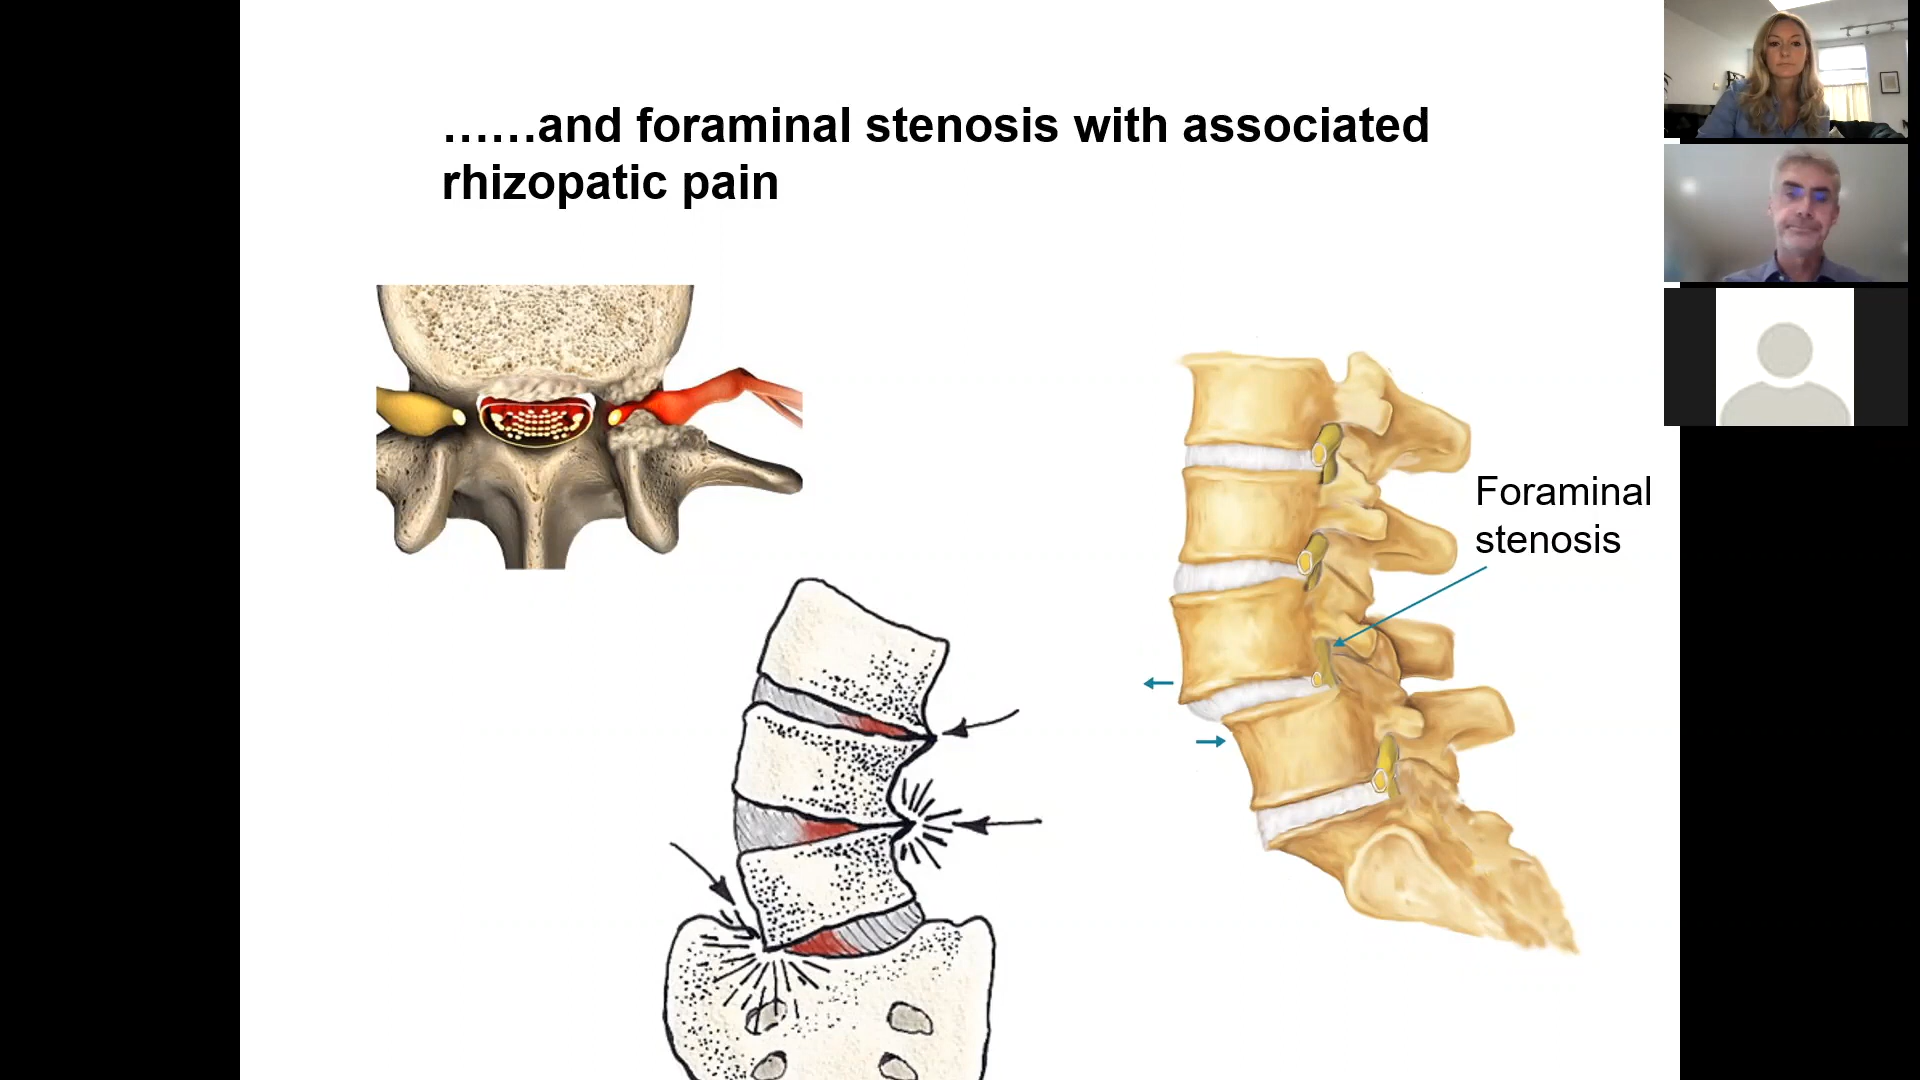 ......and foraminal stenosis with associated
rhizopatic pain
Foraminal
stenosis